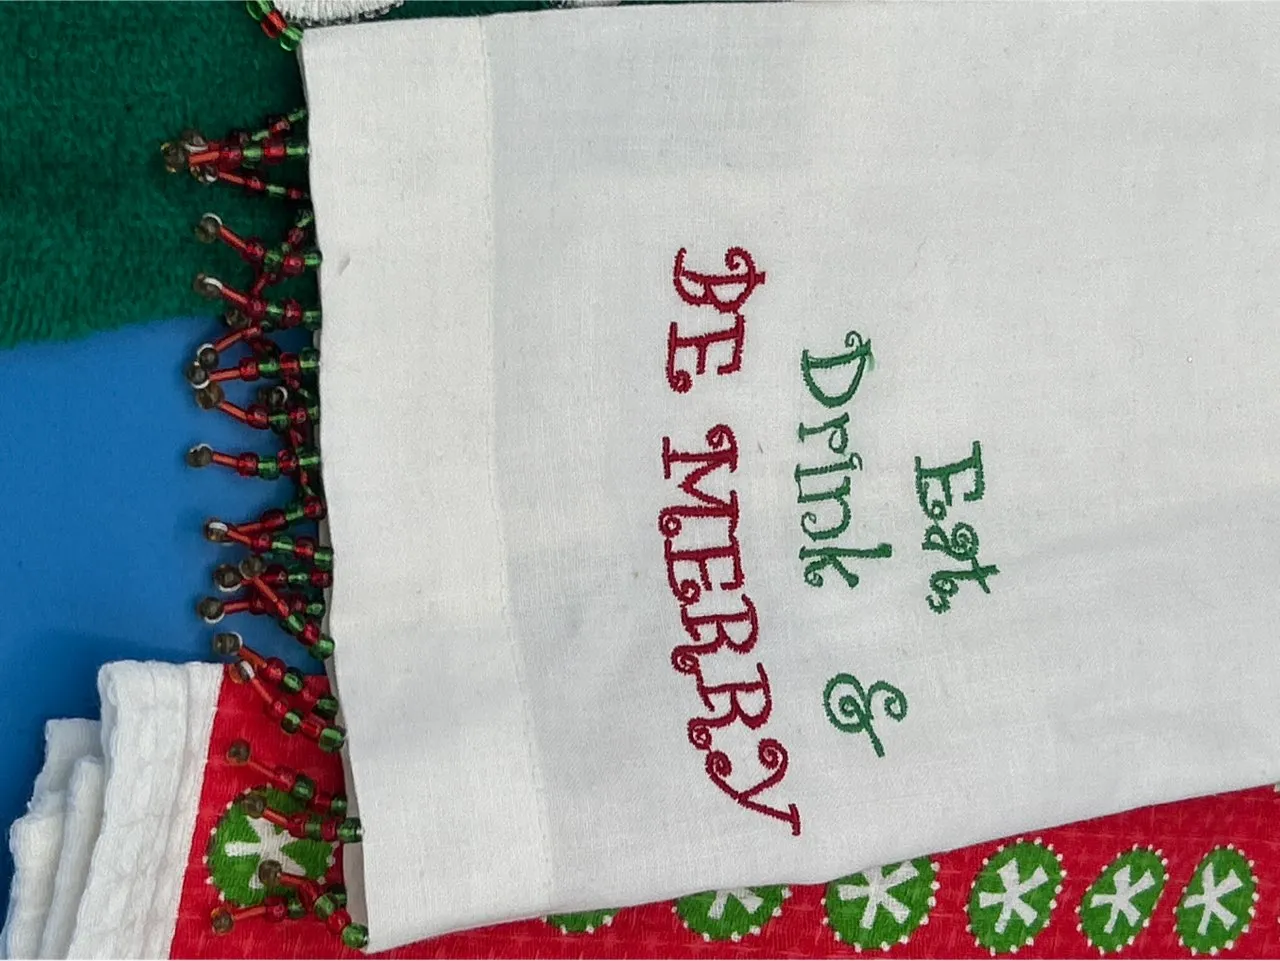 Eat,
Drink &
BE MERRY